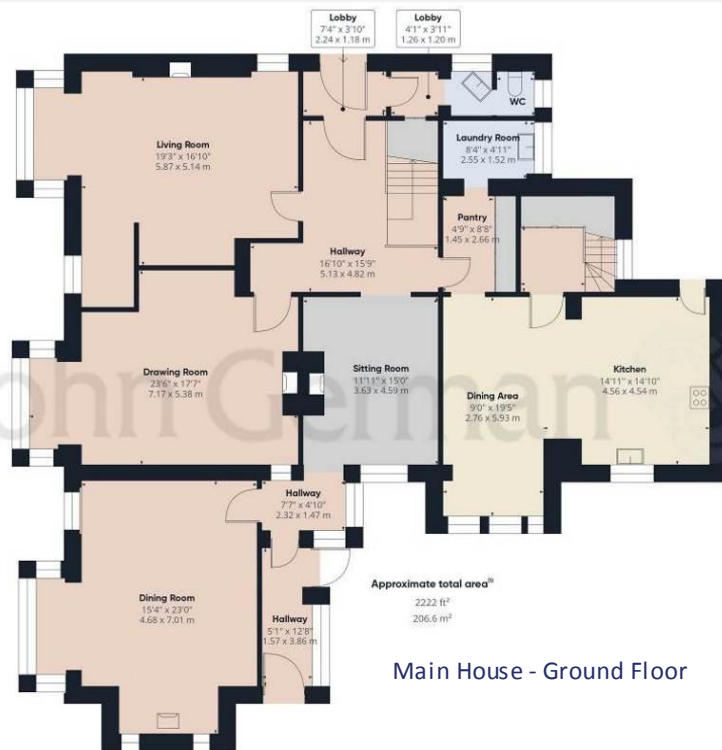 Lobby
7'4" x 3'10"
2.24 x 1.18 m
Lobby
4'1" x 3'11"
1.26 x 1.20 m
WC
Living Room
19'3" x 16'10"
5.87 x 5.14 m
Laundry Room
8'4" x 4'11"
2.55 x 1.52 m
Pantry
4'9" x 8'8"
1.45 x 2.66 m
Hallway
16'10" x 15'9"
5.13 x 4.82 m
Drawing Room
23'6" x 17'7"
7.17 x 5.38 m
Sitting Room
11'11" x 15'0"
3.63 x 4.59 m
Dining Area
9'0" x 19'5"
2.76 x 5.93 m
Kitchen
14'11" x 14'10"
4.56 x 4.54 m
John German
Hallway
7'7" x 4'10"
2.32 x 1.47 m
Dining Room
15'4" x 23'0"
4.68 x 7.01 m
Hallway
5'1" x 12'8"
1.57 x 3.86 m
Approximate total area
2222 ft²
206.6 m²
Main House - Ground Floor